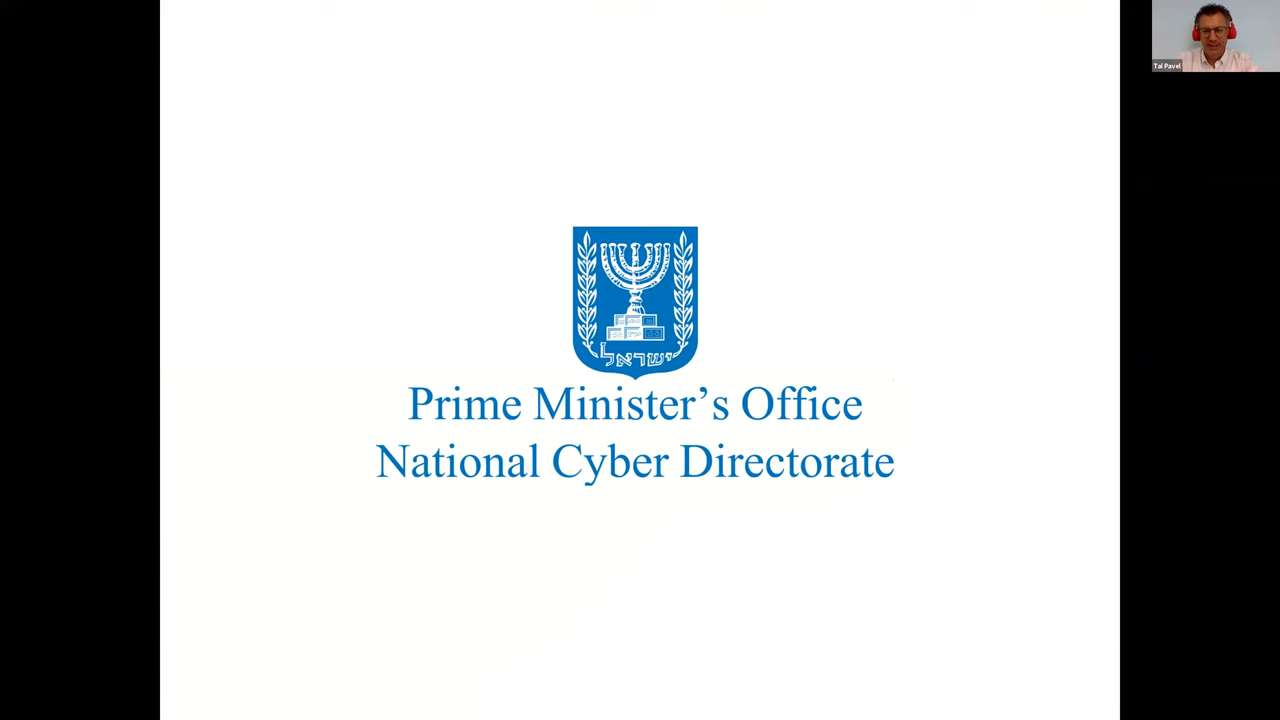 Tal Pavel
ישראל
Prime Minister’s Office
National Cyber Directorate